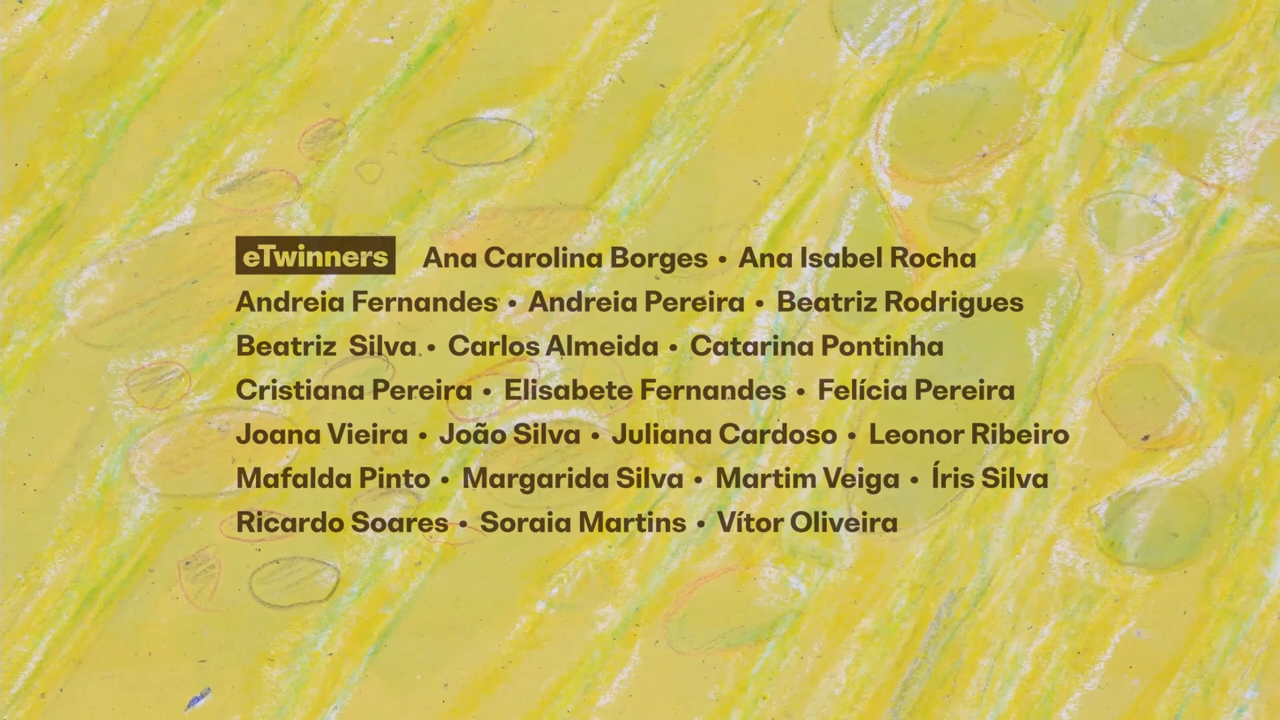 eTwinners Ana Carolina Borges • Ana Isabel Rocha
Andreia Fernandes • Andreia Pereira • Beatriz Rodrigues
Beatriz Silva • Carlos Almeida • Catarina Pontinha
Cristiana Pereira • Elisabete Fernandes • Felícia Pereira
Joana Vieira • João Silva • Juliana Cardoso • Leonor Ribeiro
Mafalda Pinto • Margarida Silva • Martim Veiga • Íris Silva
Ricardo Soares • Soraia Martins • Vítor Oliveira